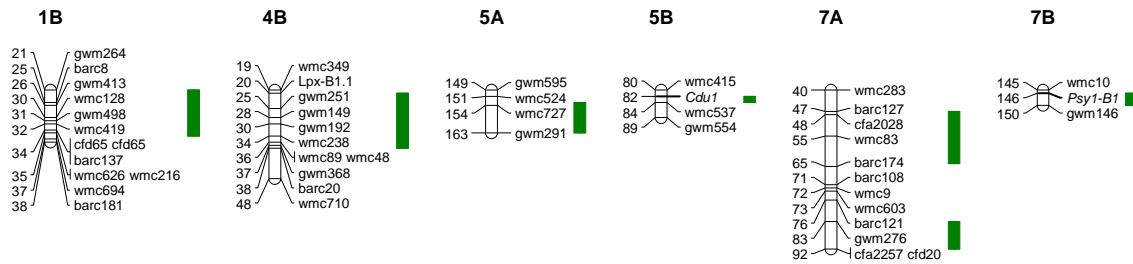 1B
21 gwm264
25 barc8
26 gwm413
30 wmc128
31 gwm498
32 wmc419
cfd65 cfd65
34 barc137
35 wmc626 wmc216
37 wmc694
38 barc181
4B
19 wmc349
20 Lpx-B1.1
25 gwm251
28 gwm149
30 gwm192
34 wmc238
36 wmc89 wmc48
37 gwm368
38 barc20
48 wmc710
5A
149 gwm595
151 wmc524
154 wmc727
163 gwm291
5B
80 wmc415
82 Cdu1
84 wmc537
89 gwm554
7A
40 wmc283
47 barc127
48 cfa2028
55 wmc83
65 barc174
71 barc108
72 wmc9
73 wmc603
76 barc121
83 gwm276
92 cfa2257 cfd20
7B
145 wmc10
146 Psy1-B1
150 gwm146